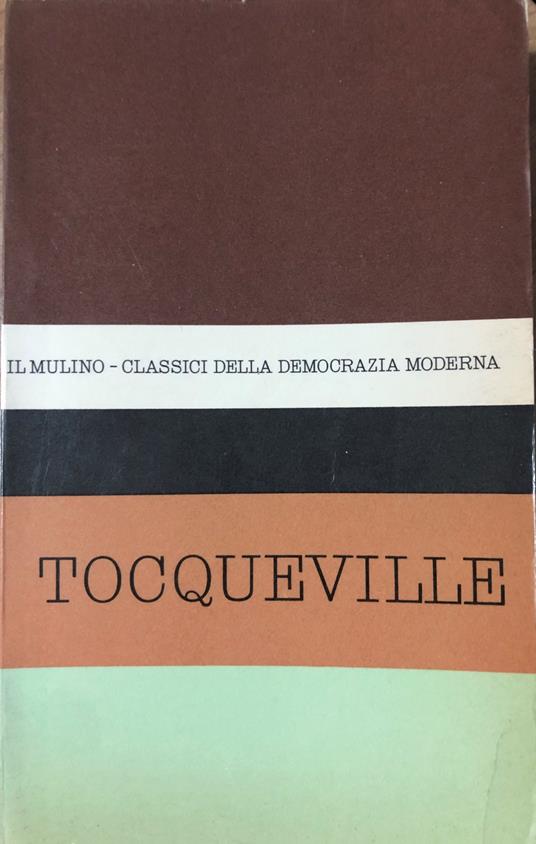 IL MULINO - CLASSICI DELLA DEMOCRAZIA MODERNA
TOCQUEVILLE